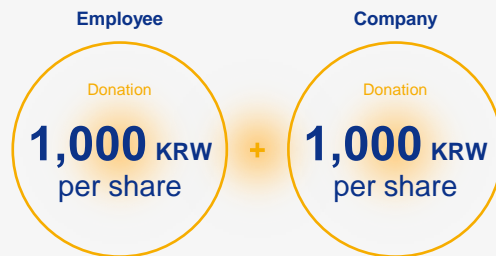 Employee
Donation
1,000 KRW
per share
+
Company
Donation
1,000 KRW
per share